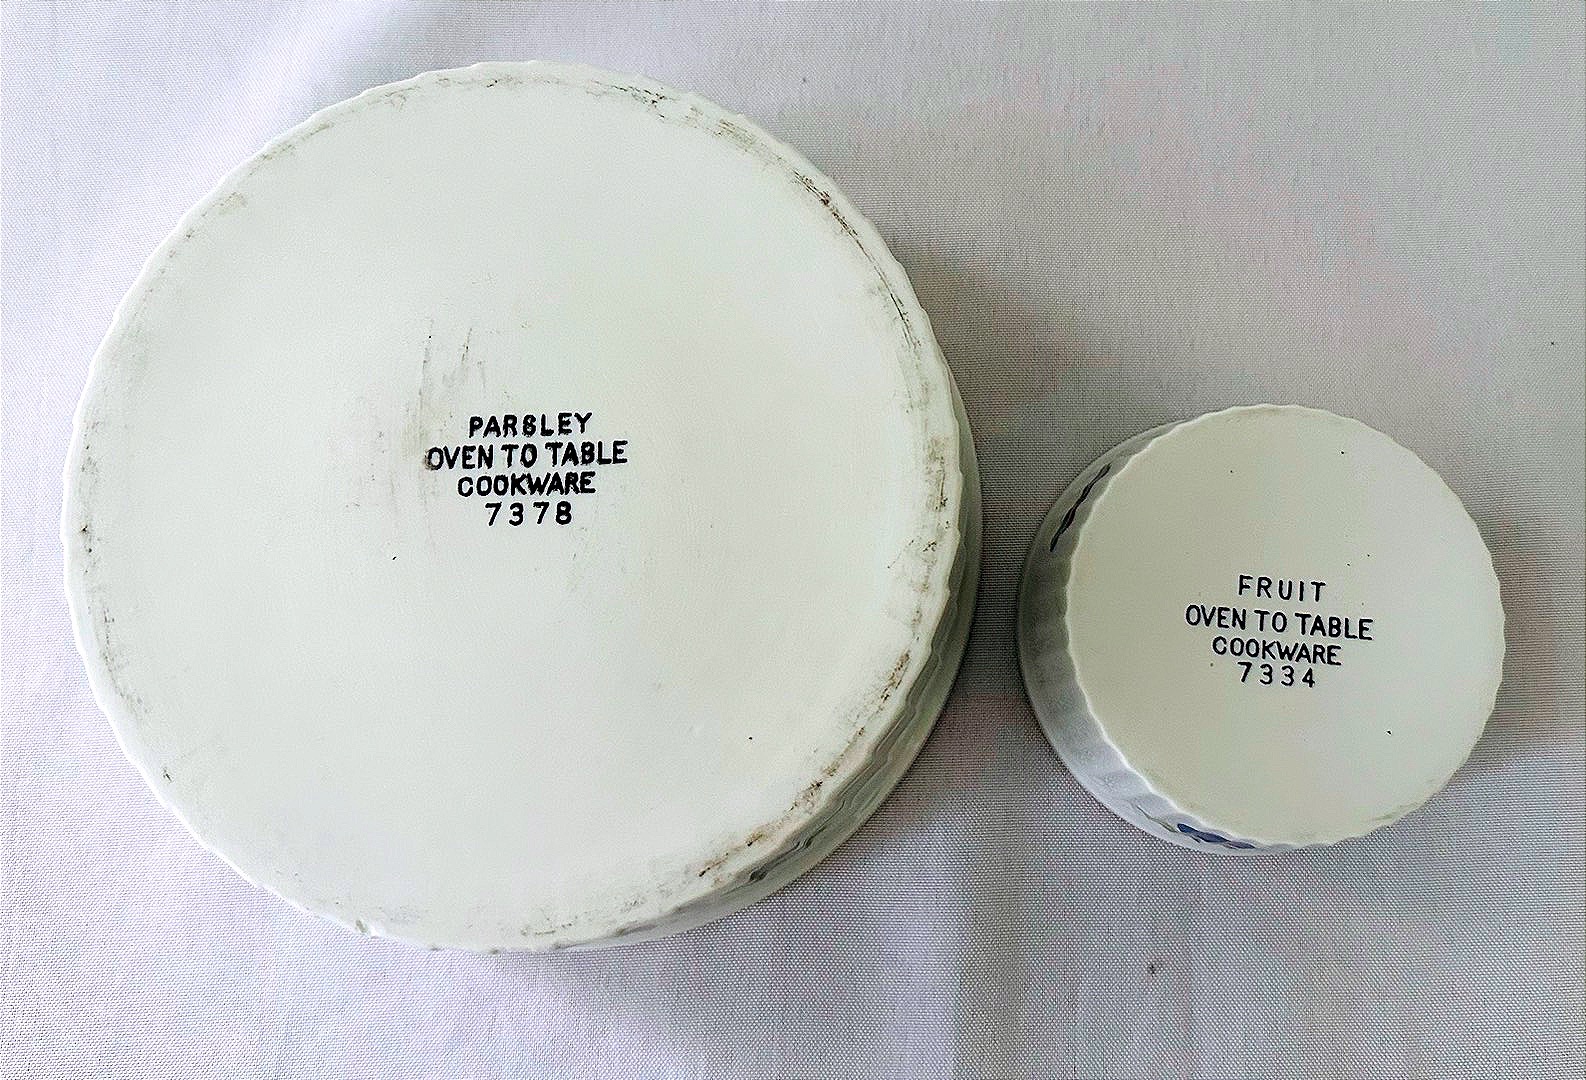 PARSLEY
OVEN TO TABLE
COOKWARE
7378
FRUIT
OVEN TO TABLE
COOKWARE
7334